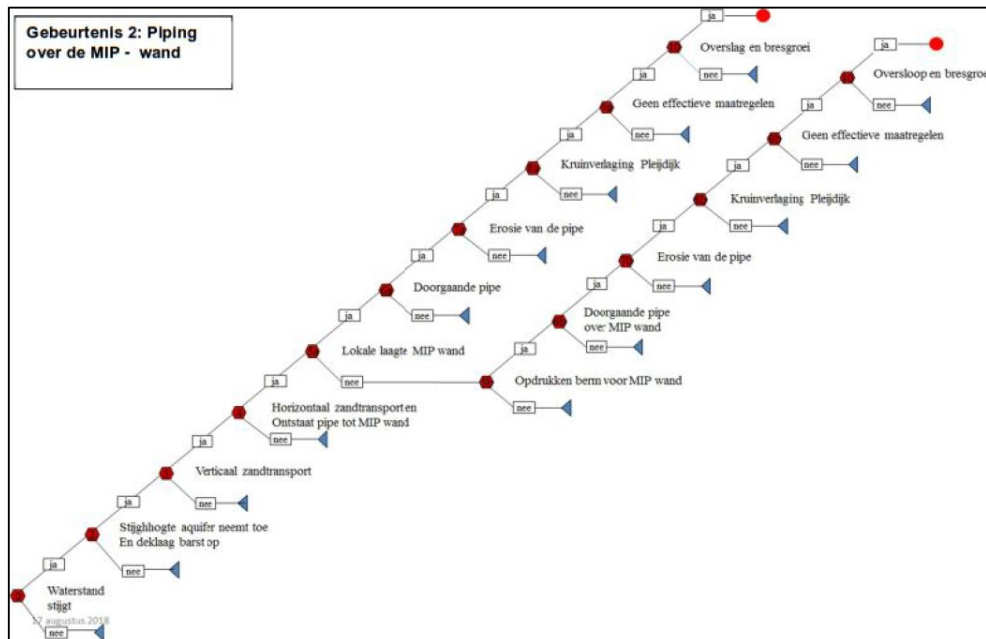 Gebeurtenis 2: Piping
over de MIP - wand
ja
Overslag en bresgroei
ja
nee
ja
Oversloop en bresgroe
Geen effectieve maatregelen
ja
nee
ja
nee
Geen effectieve maatregelen
Kruinverlaging Pleijdijk
ja
nee
ja
nee
Kruinverlaging Pleijdijk
Erosie van de pipe
ja
nee
ja
nee
Erosie van de pipe
Doorgaande pipe
ja
nee
ja
nee
Doorgaande pipe
over MIP wand
Lokale laagte MIP wand
ja
nee
ja
nee
Opdrukken berm voor MIP wand
nee
Horizontaal zandtransport en
Ontstaat pipe tot MIP wand
ja
nee
Verticaal zandtransport
ja
nee
Stijghhogte aquifer neemt toe
En deklaag barst op
ja
nee
Waterstand
stijgt
17 augustus 2018
nee